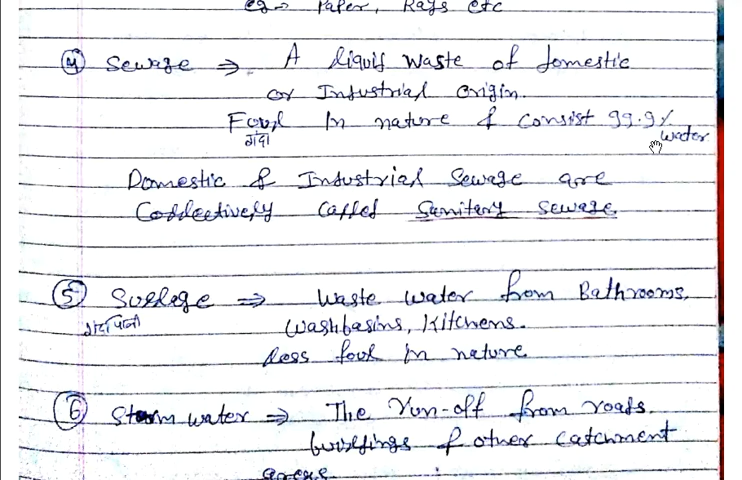 eg → Paper, Rags etc
④ Sewage ⇒ A liquid waste of domestic
or Industrial origin.
Foul In nature & consist 99.9%
गंदा water
Domestic & Industrial Sewage are
Collectively called Sanitary sewage.
⑤ Sullage ⇒ Waste water from Bathrooms,
गंदा पानी washbasins, Kitchens.
Less foul in nature
⑥ Storm water ⇒ The run-off from roads.
buildings & other catchment
areas